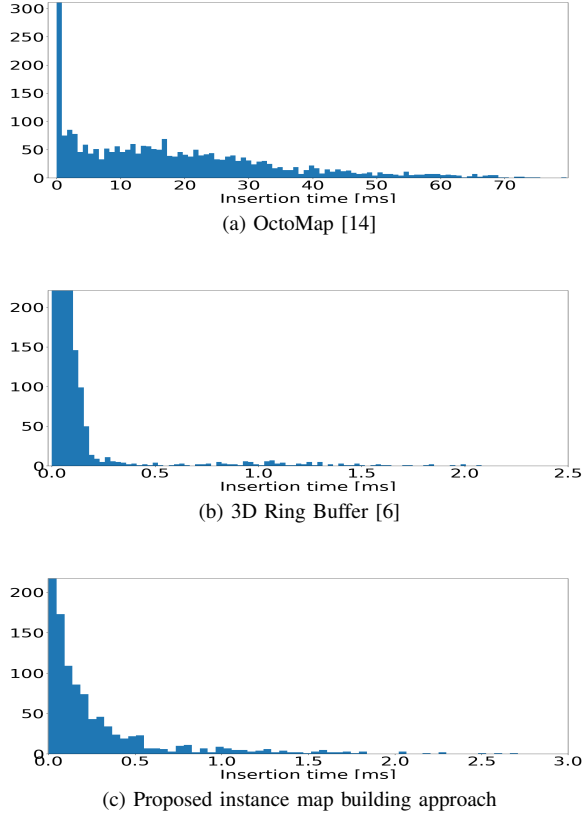 300
250
200
150
100
50
0
0 10 20 30 40 50 60 70
Insertion time [ms]
(a) OctoMap [14]
200
150
100
50
0
0.0 0.5 1.0 1.5 2.0 2.5
Insertion time [ms]
(b) 3D Ring Buffer [6]
200
150
100
50
0
0.0 0.5 1.0 1.5 2.0 2.5 3.0
Insertion time [ms]
(c) Proposed instance map building approach